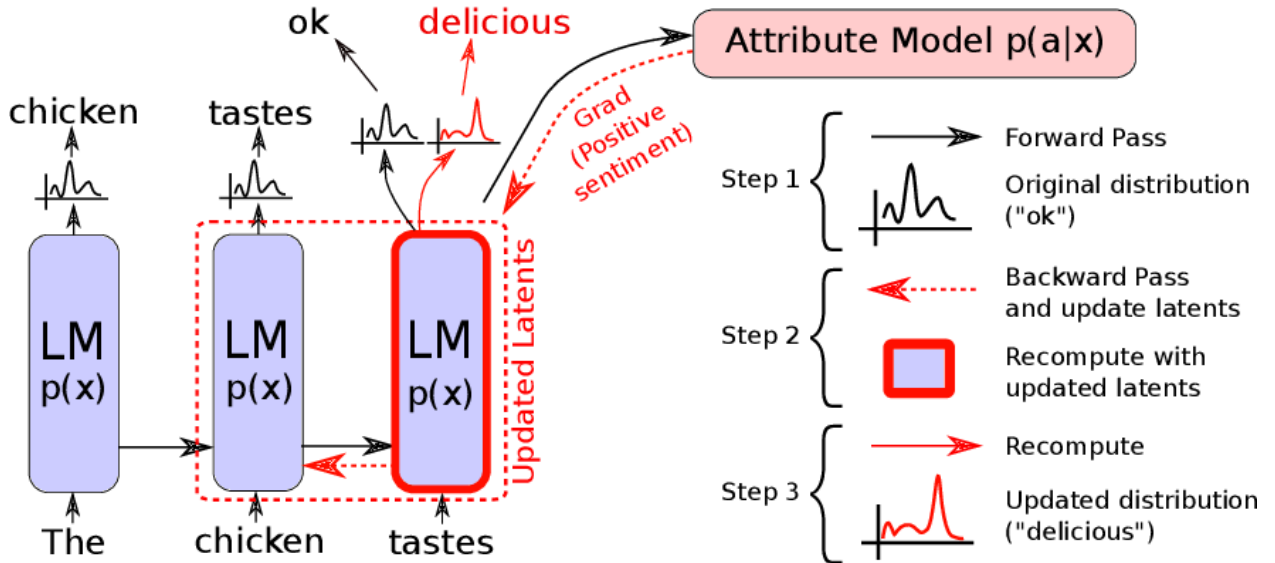 ok
delicious
Attribute Model p(a|x)
chicken
tastes
Grad
(Positive
sentiment)
LM
p(x)
LM
p(x)
LM
p(x)
Updated Latents
The
chicken
tastes
Step 1
Forward Pass
Original distribution
("ok")
Step 2
Backward Pass
and update latents
Recompute with
updated latents
Step 3
Recompute
Updated distribution
("delicious")